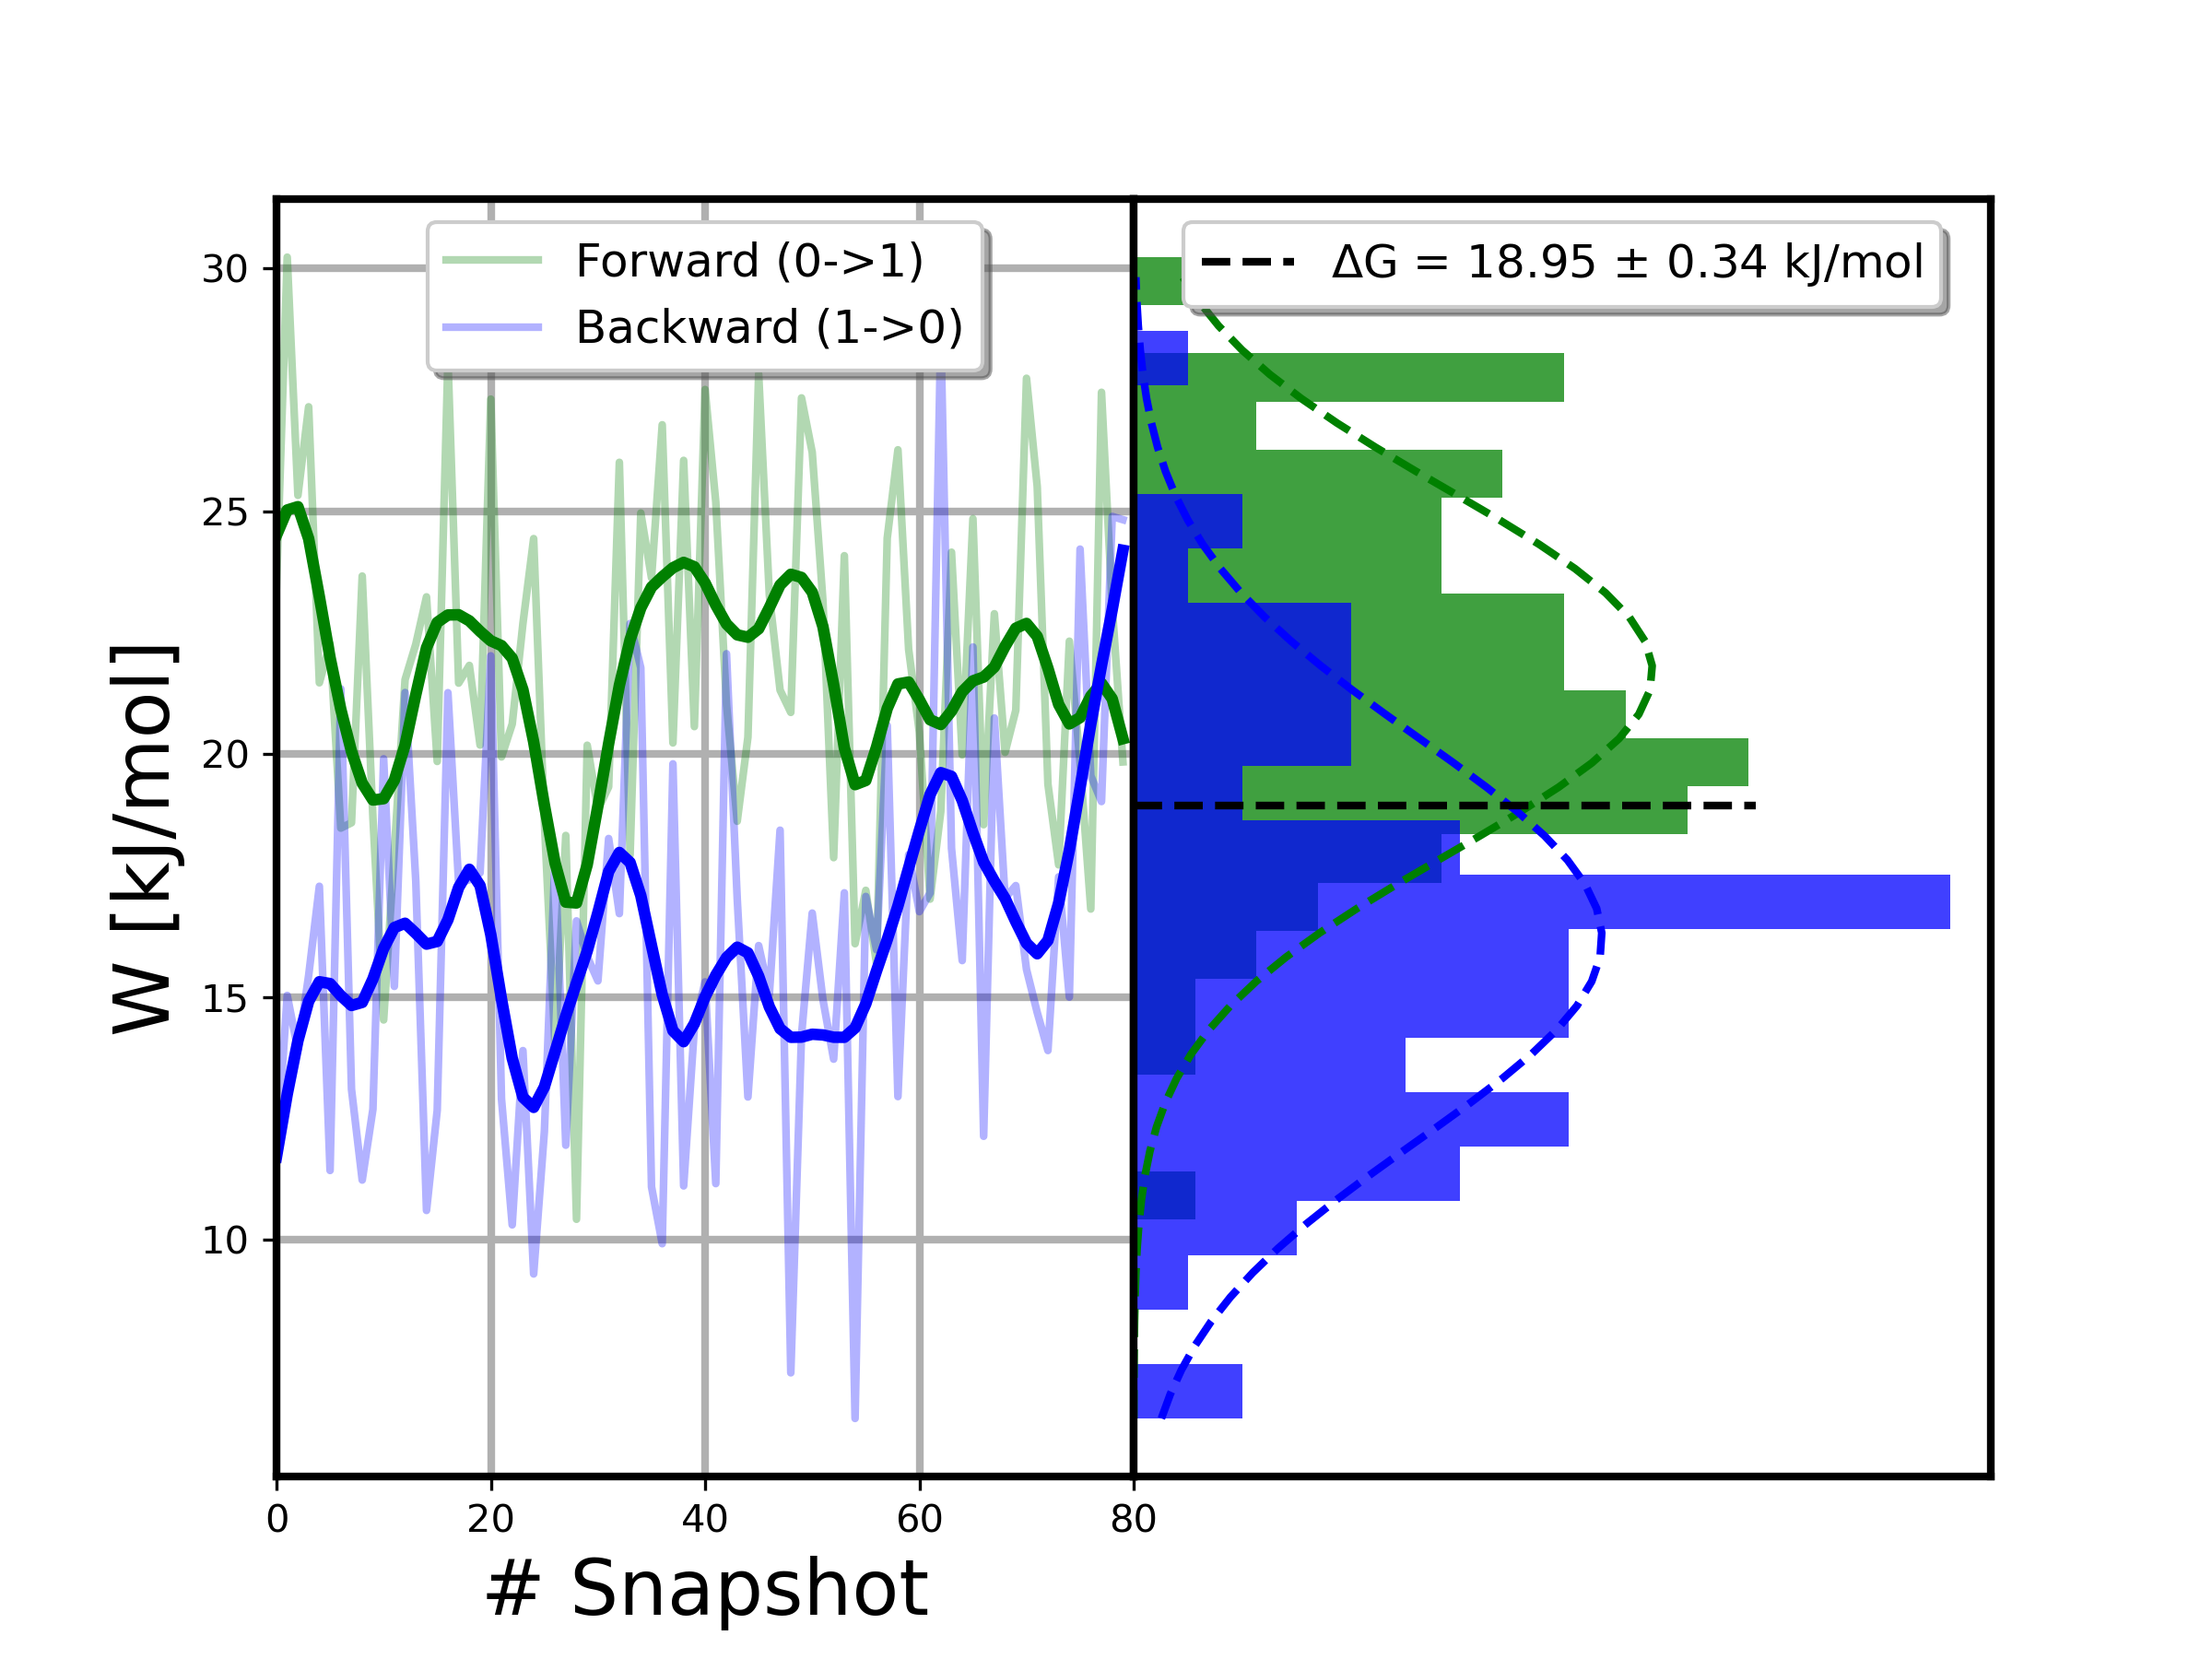 Forward (0->1)
Backward (1->0)
ΔG = 18.95 ± 0.34 kJ/mol
30
25
20
15
10
W [kJ/mol]
0
20
40
60
80
# Snapshot